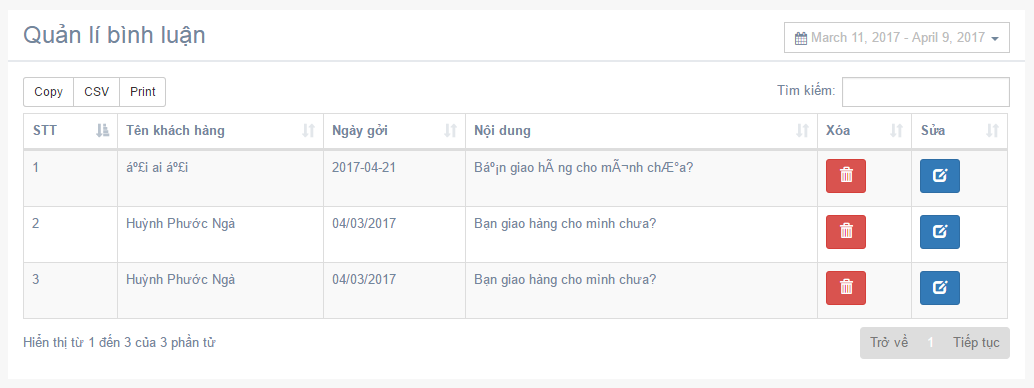 Quản lí bình luận
March 11, 2017 - April 9, 2017
Copy CSV Print
Tìm kiếm:
STT Tên khách hàng Ngày gởi Nội dung Xóa Sửa
1 áº£i ai áº£i 2017-04-21 Báº¡n giao hÃ ng cho mÃ¬nh chÆ°a?
2 Huỳnh Phước Ngà 04/03/2017 Bạn giao hàng cho mình chưa?
3 Huỳnh Phước Ngà 04/03/2017 Bạn giao hàng cho mình chưa?
Hiển thị từ 1 đến 3 của 3 phần tử
Trở về 1 Tiếp tục